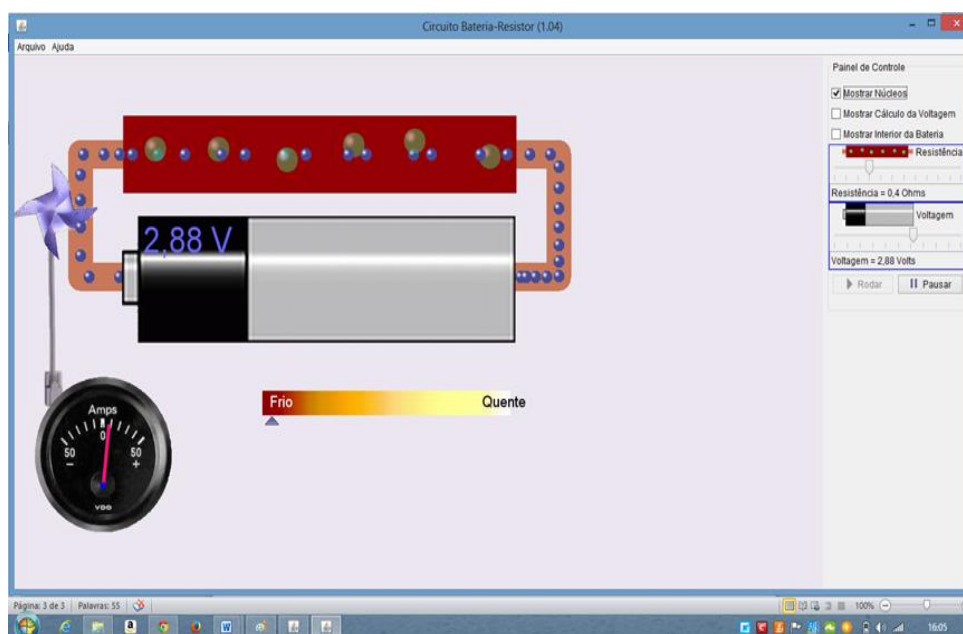 Circuito Bateria-Resistor (1.04)
Arquivo Ajuda
Painel de Controle
Mostrar Núcleos
Mostrar Cálculo da Voltagem
Mostrar Interior da Bateria
Resistência
Resistência = 0,4 Ohms
Voltagem
Voltagem = 2,88 Volts
Rodar
Pausar
2,88 V
Frio Quente
Amps
0
50 50
- +
VDO
Página: 3 de 3 Palavras: 55 100%
16:05